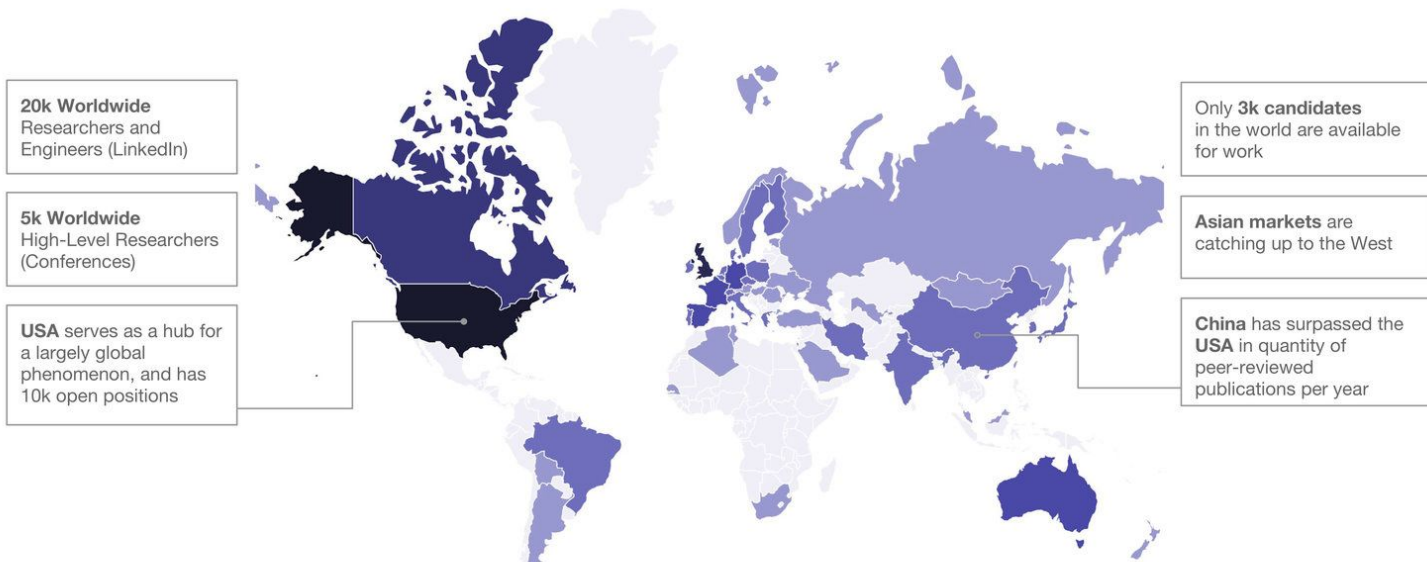 20k Worldwide
Researchers and
Engineers (LinkedIn)
5k Worldwide
High-Level Researchers
(Conferences)
USA serves as a hub for
a largely global
phenomenon, and has
10k open positions
Only 3k candidates
in the world are available
for work
Asian markets are
catching up to the West
China has surpassed the
USA in quantity of
peer-reviewed
publications per year